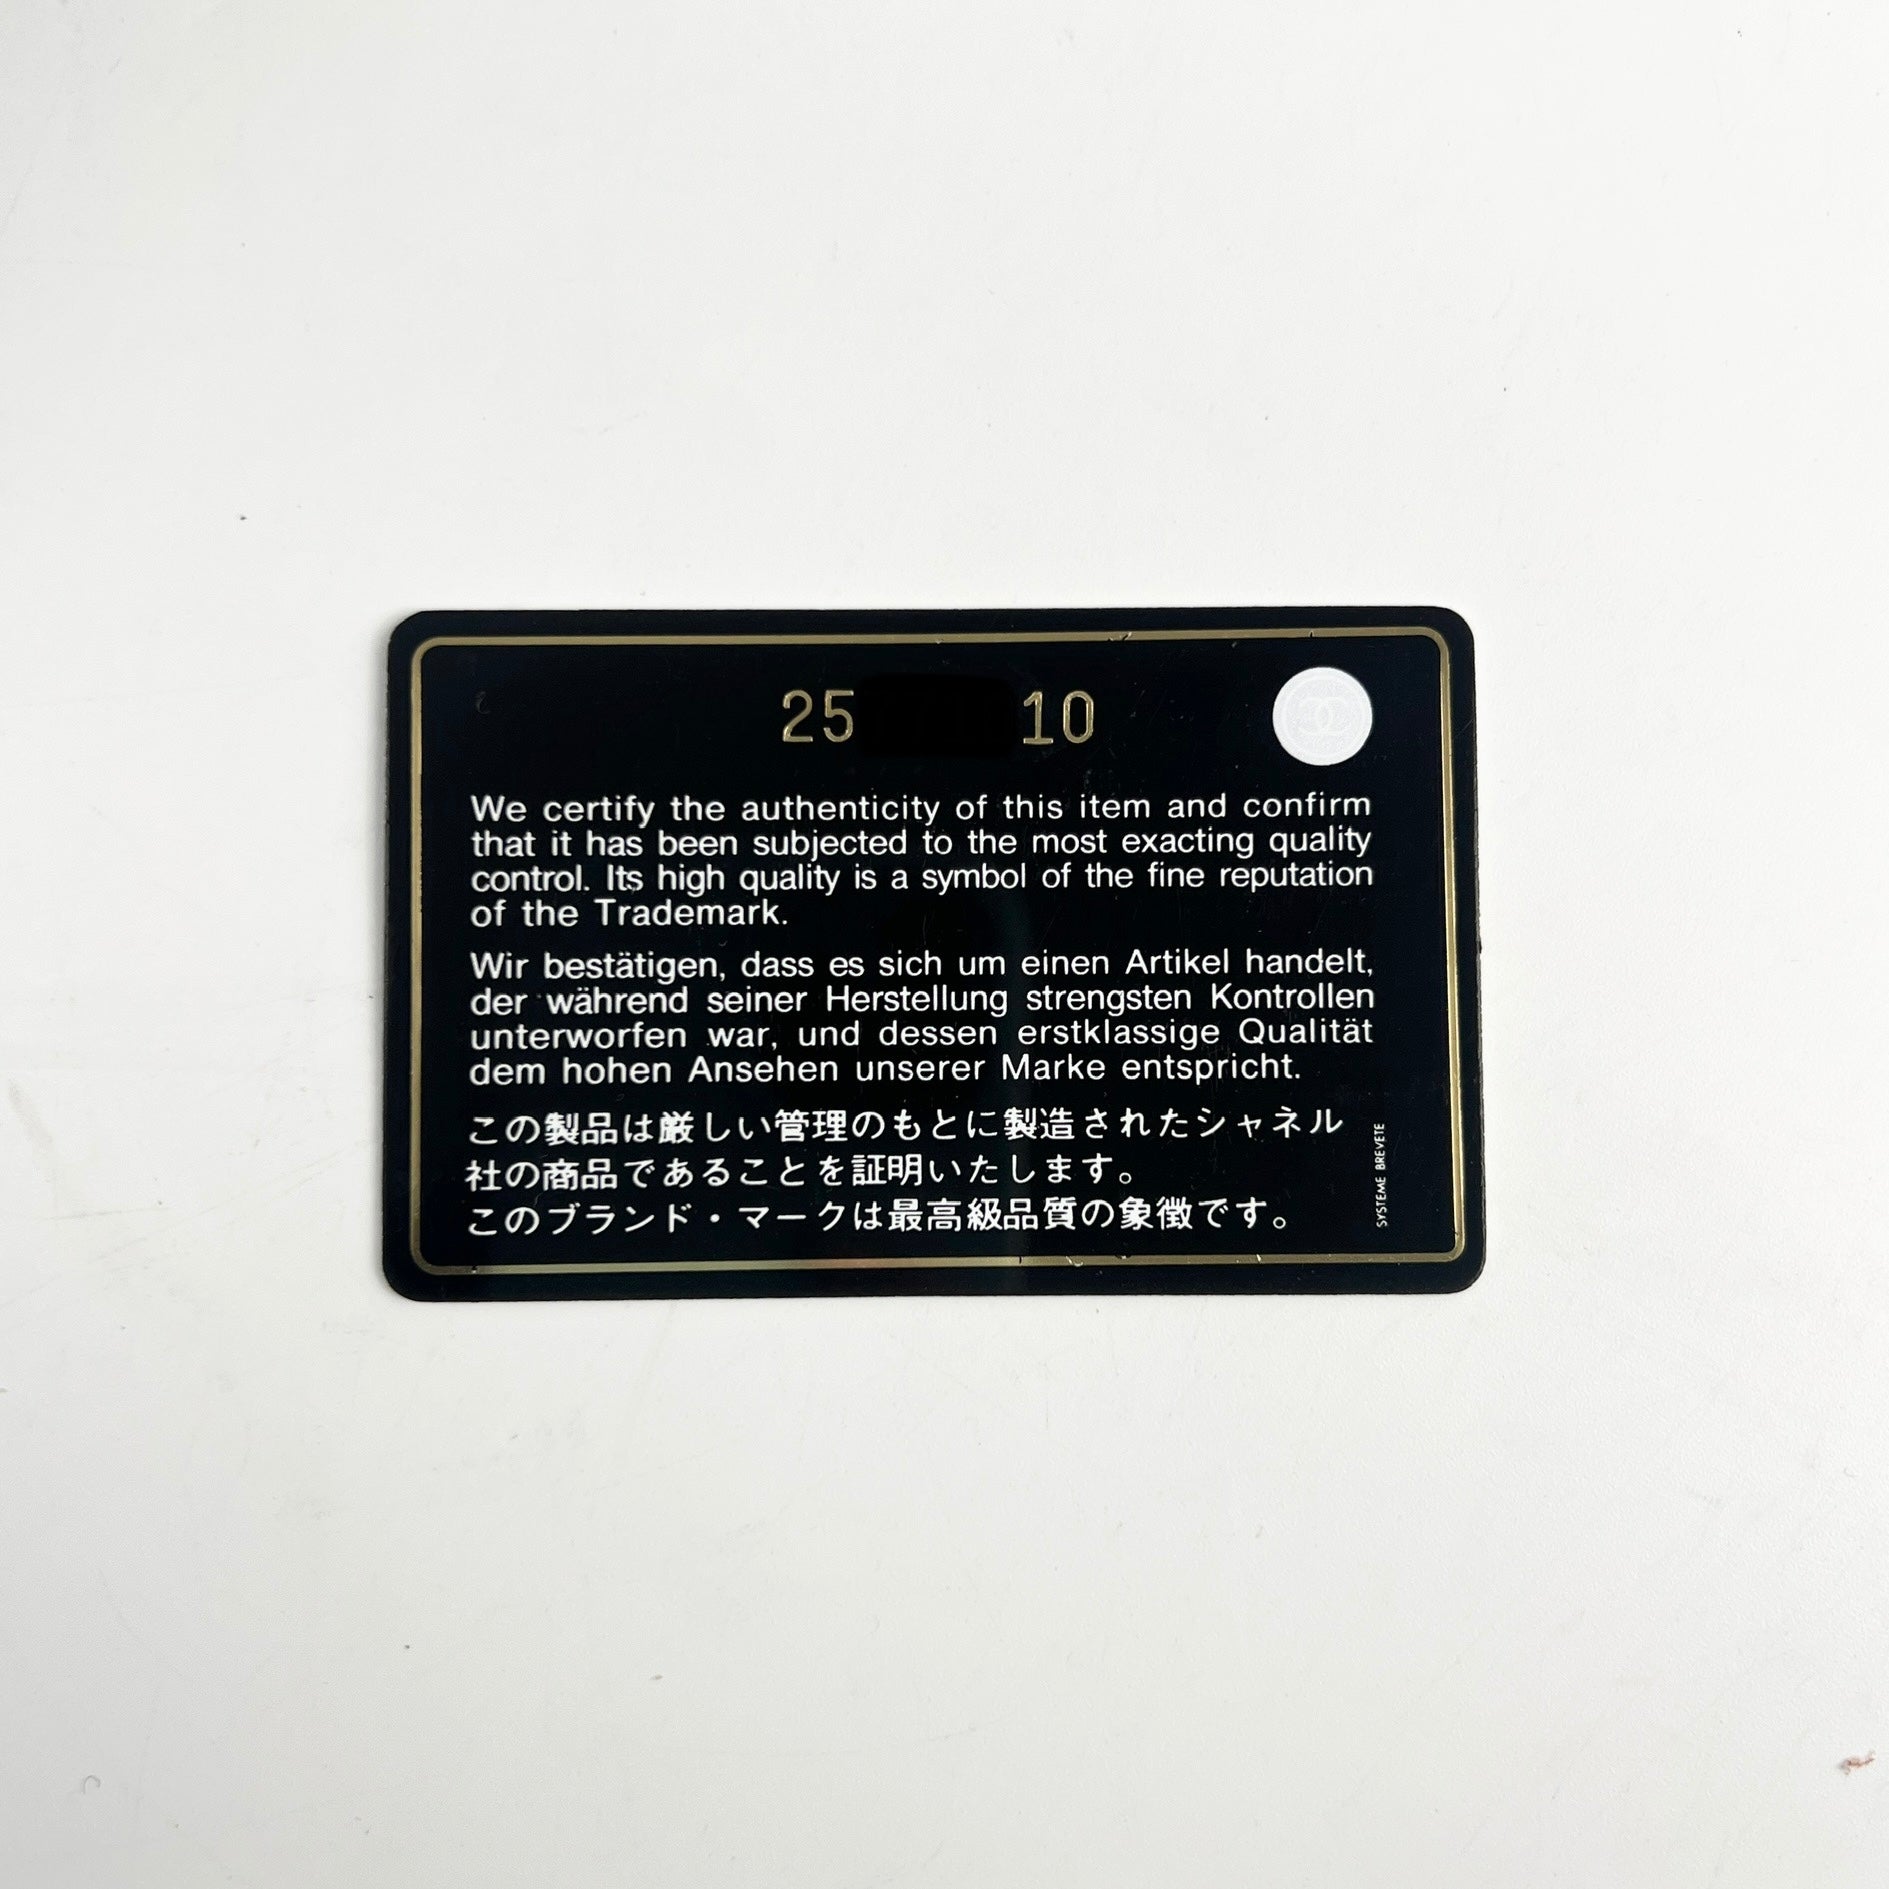 25 10
We certify the authenticity of this item and confirm
that it has been subjected to the most exacting quality
control. Its high quality is a symbol of the fine reputation
of the Trademark.
Wir bestätigen, dass es sich um einen Artikel handelt,
der während seiner Herstellung strengsten Kontrollen
unterworfen war, und dessen erstklassige Qualität
dem hohen Ansehen unserer Marke entspricht.
この製品は厳しい管理のもとに製造されたシャネル
社の商品であることを証明いたします。
このブランド・マークは最高級品質の象徴です。
SYSTEME BREVETE